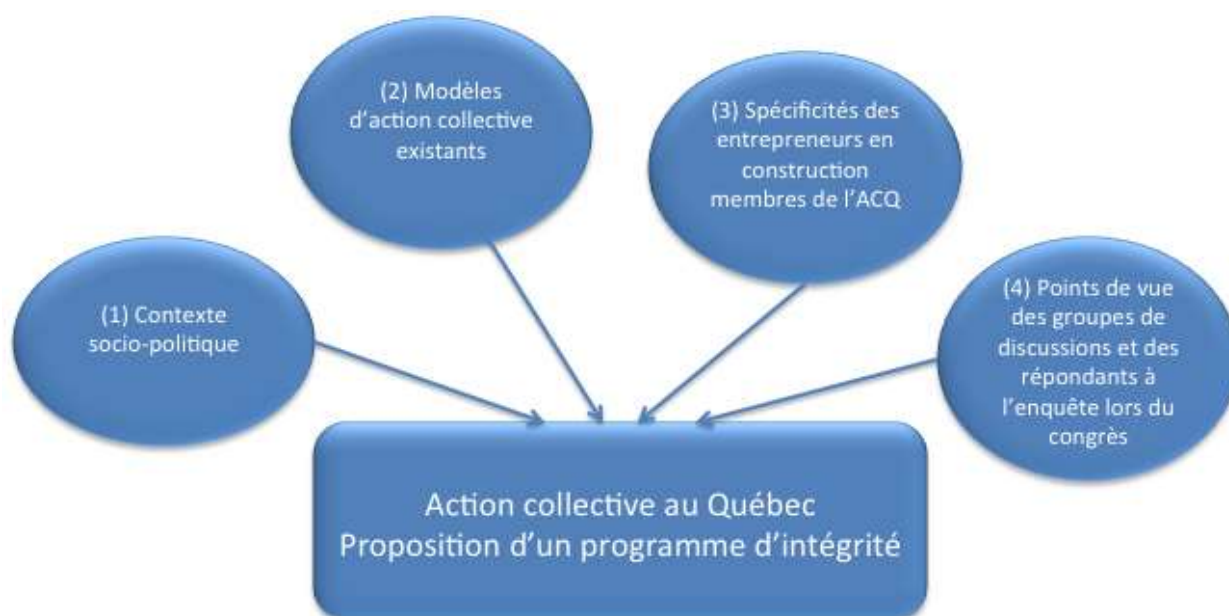 (1) Contexte
socio-politique
(2) Modèles
d'action collective
existants
(3) Spécificités des
entrepreneurs en
construction
membres de l'ACQ
(4) Points de vue
des groupes de
discussions et des
répondants à
l'enquête lors du
congrès
Action collective au Québec
Proposition d'un programme d'intégrité